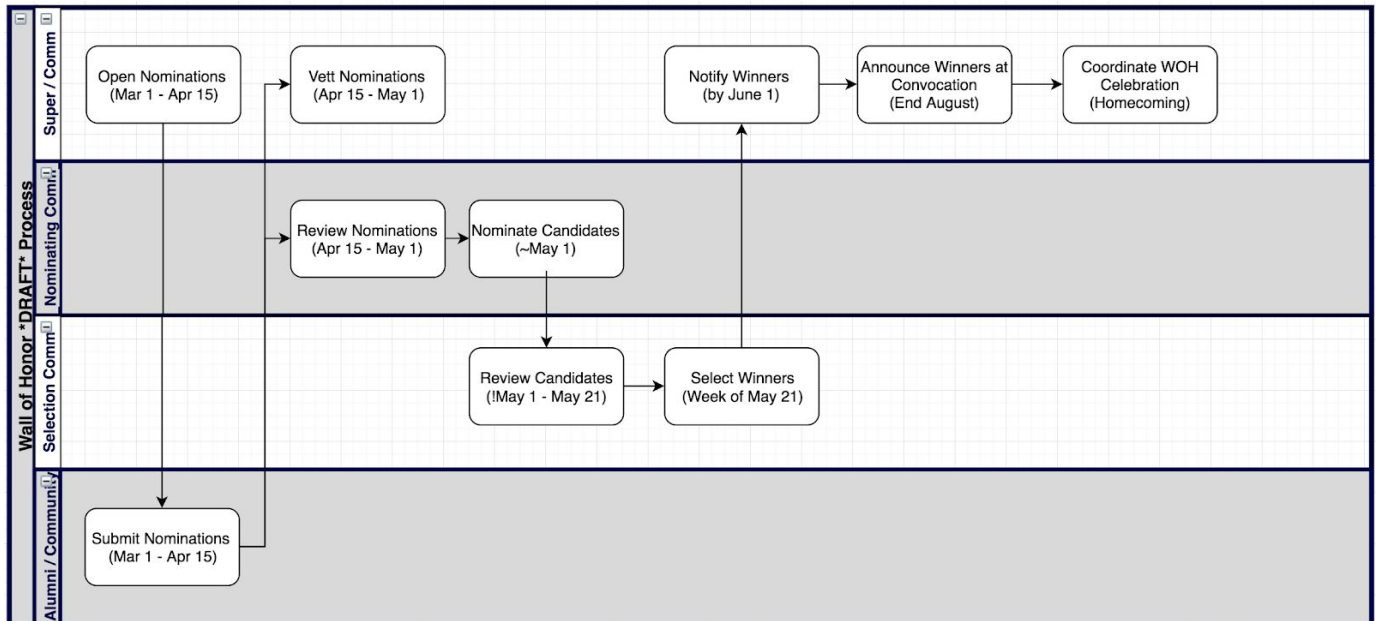 Wall of Honor *DRAFT* Process
Super / Comm
Open Nominations
(Mar 1 - Apr 15)
Vett Nominations
(Apr 15 - May 1)
Notify Winners
(by June 1)
Announce Winners at
Convocation
(End August)
Coordinate WOH
Celebration
(Homecoming)
Nominating Comm
Review Nominations
(Apr 15 - May 1)
Nominate Candidates
(~May 1)
Selection Comm
Review Candidates
(!May 1 - May 21)
Select Winners
(Week of May 21)
Alumni / Community
Submit Nominations
(Mar 1 - Apr 15)